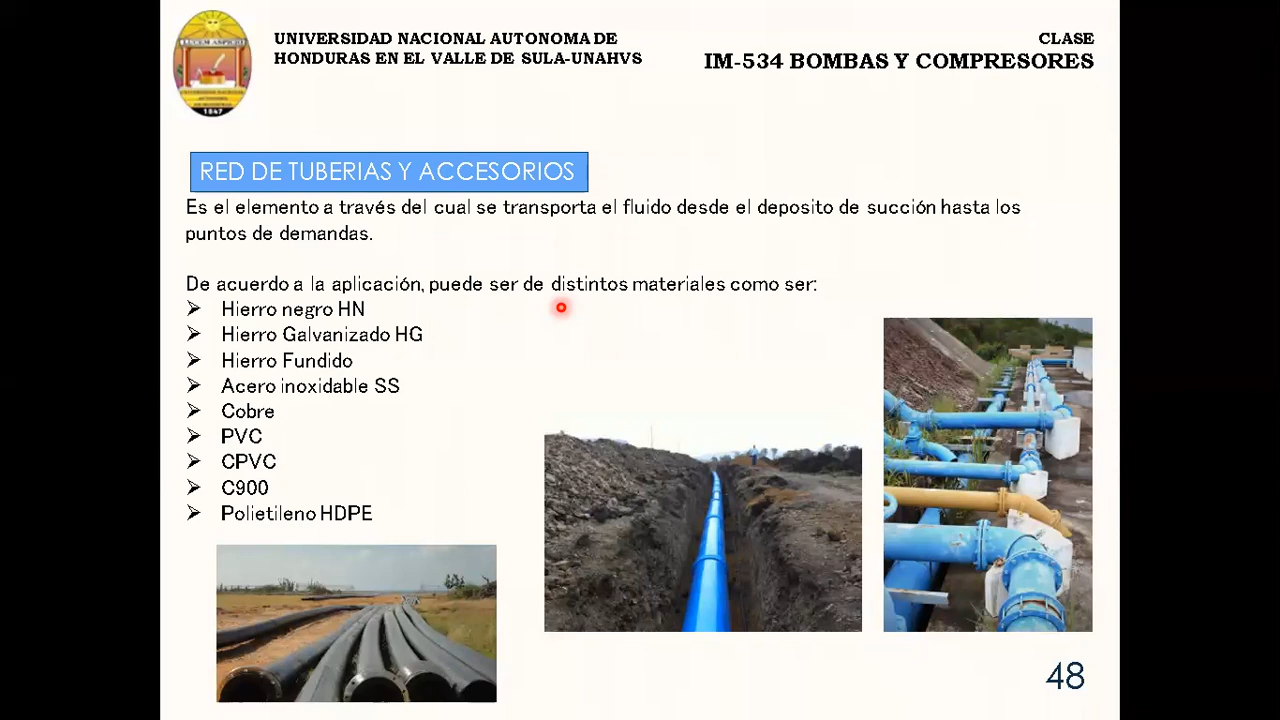 UNIVERSIDAD NACIONAL AUTONOMA DE
HONDURAS EN EL VALLE DE SULA-UNAHVS
CLASE
IM-534 BOMBAS Y COMPRESORES
LUCEM ASPICIO
1847
RED DE TUBERIAS Y ACCESORIOS
Es el elemento a través del cual se transporta el fluido desde el deposito de succión hasta los
puntos de demandas.
De acuerdo a la aplicación, puede ser de distintos materiales como ser:
Hierro negro HN
Hierro Galvanizado HG
Hierro Fundido
Acero inoxidable SS
Cobre
PVC
CPVC
C900
Polietileno HDPE
48